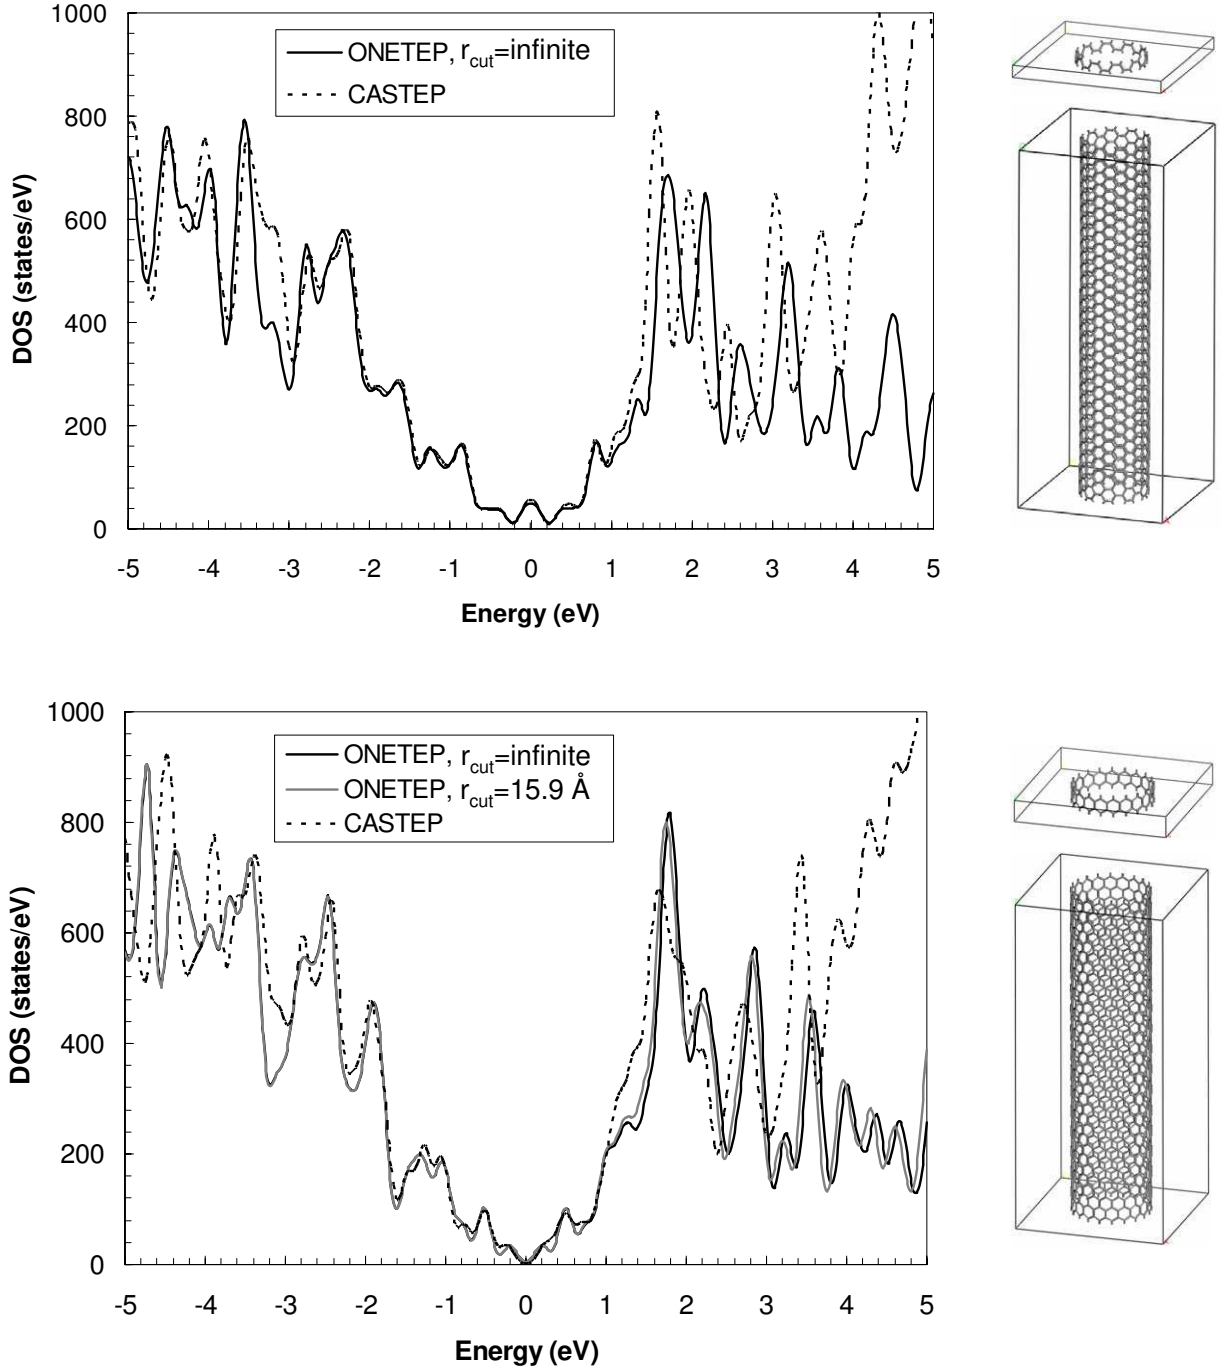 1000
800
600
400
200
0
DOS (states/eV)
ONETEP, rcut=infinite
CASTEP
-5 -4 -3 -2 -1 0 1 2 3 4 5
Energy (eV)
1000
800
600
400
200
0
DOS (states/eV)
ONETEP, rcut=infinite
ONETEP, rcut=15.9 Å
CASTEP
-5 -4 -3 -2 -1 0 1 2 3 4 5
Energy (eV)